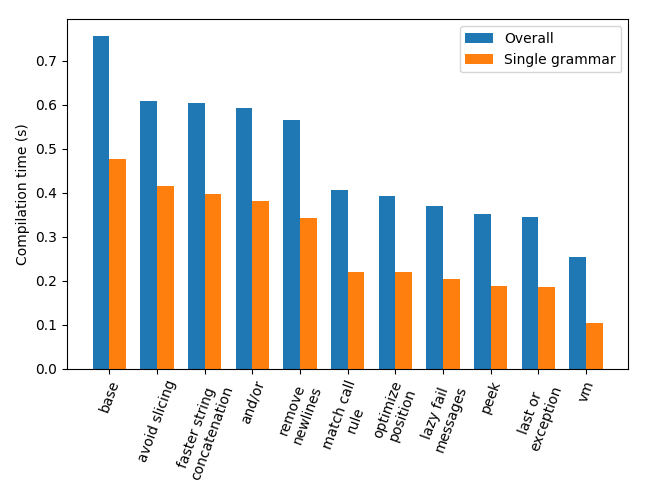 Overall
Single grammar
Compilation time (s)
0.7
0.6
0.5
0.4
0.3
0.2
0.1
0.0
base
avoid slicing
faster string
concatenation
and/or
remove
newlines
match call
rule
optimize
position
lazy fail
messages
peek
last or
exception
vm